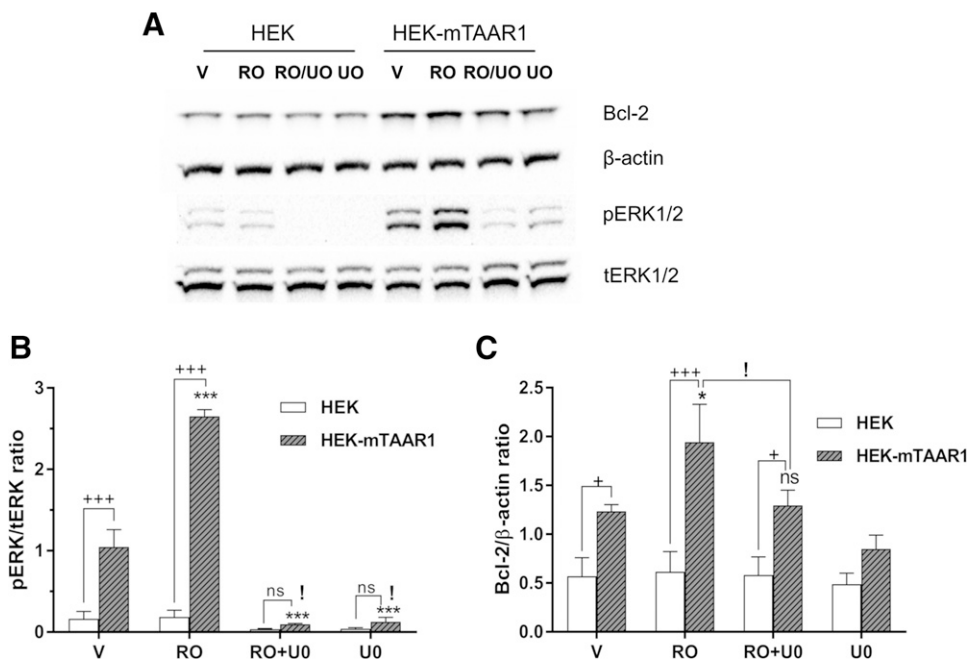 A
HEK HEK-mTAAR1
V RO RO/UO UO V RO RO/UO UO
Bcl-2
β-actin
pERK1/2
tERK1/2
B
pERK/tERK ratio
3
2
1
0
+++
+++
***
ns !
***
ns !
***
HEK
HEK-mTAAR1
V RO RO+U0 U0
C
Bcl-2/β-actin ratio
2.5
2.0
1.5
1.0
0.5
0.0
+
+++
*
!
+
ns
HEK
HEK-mTAAR1
V RO RO+U0 U0